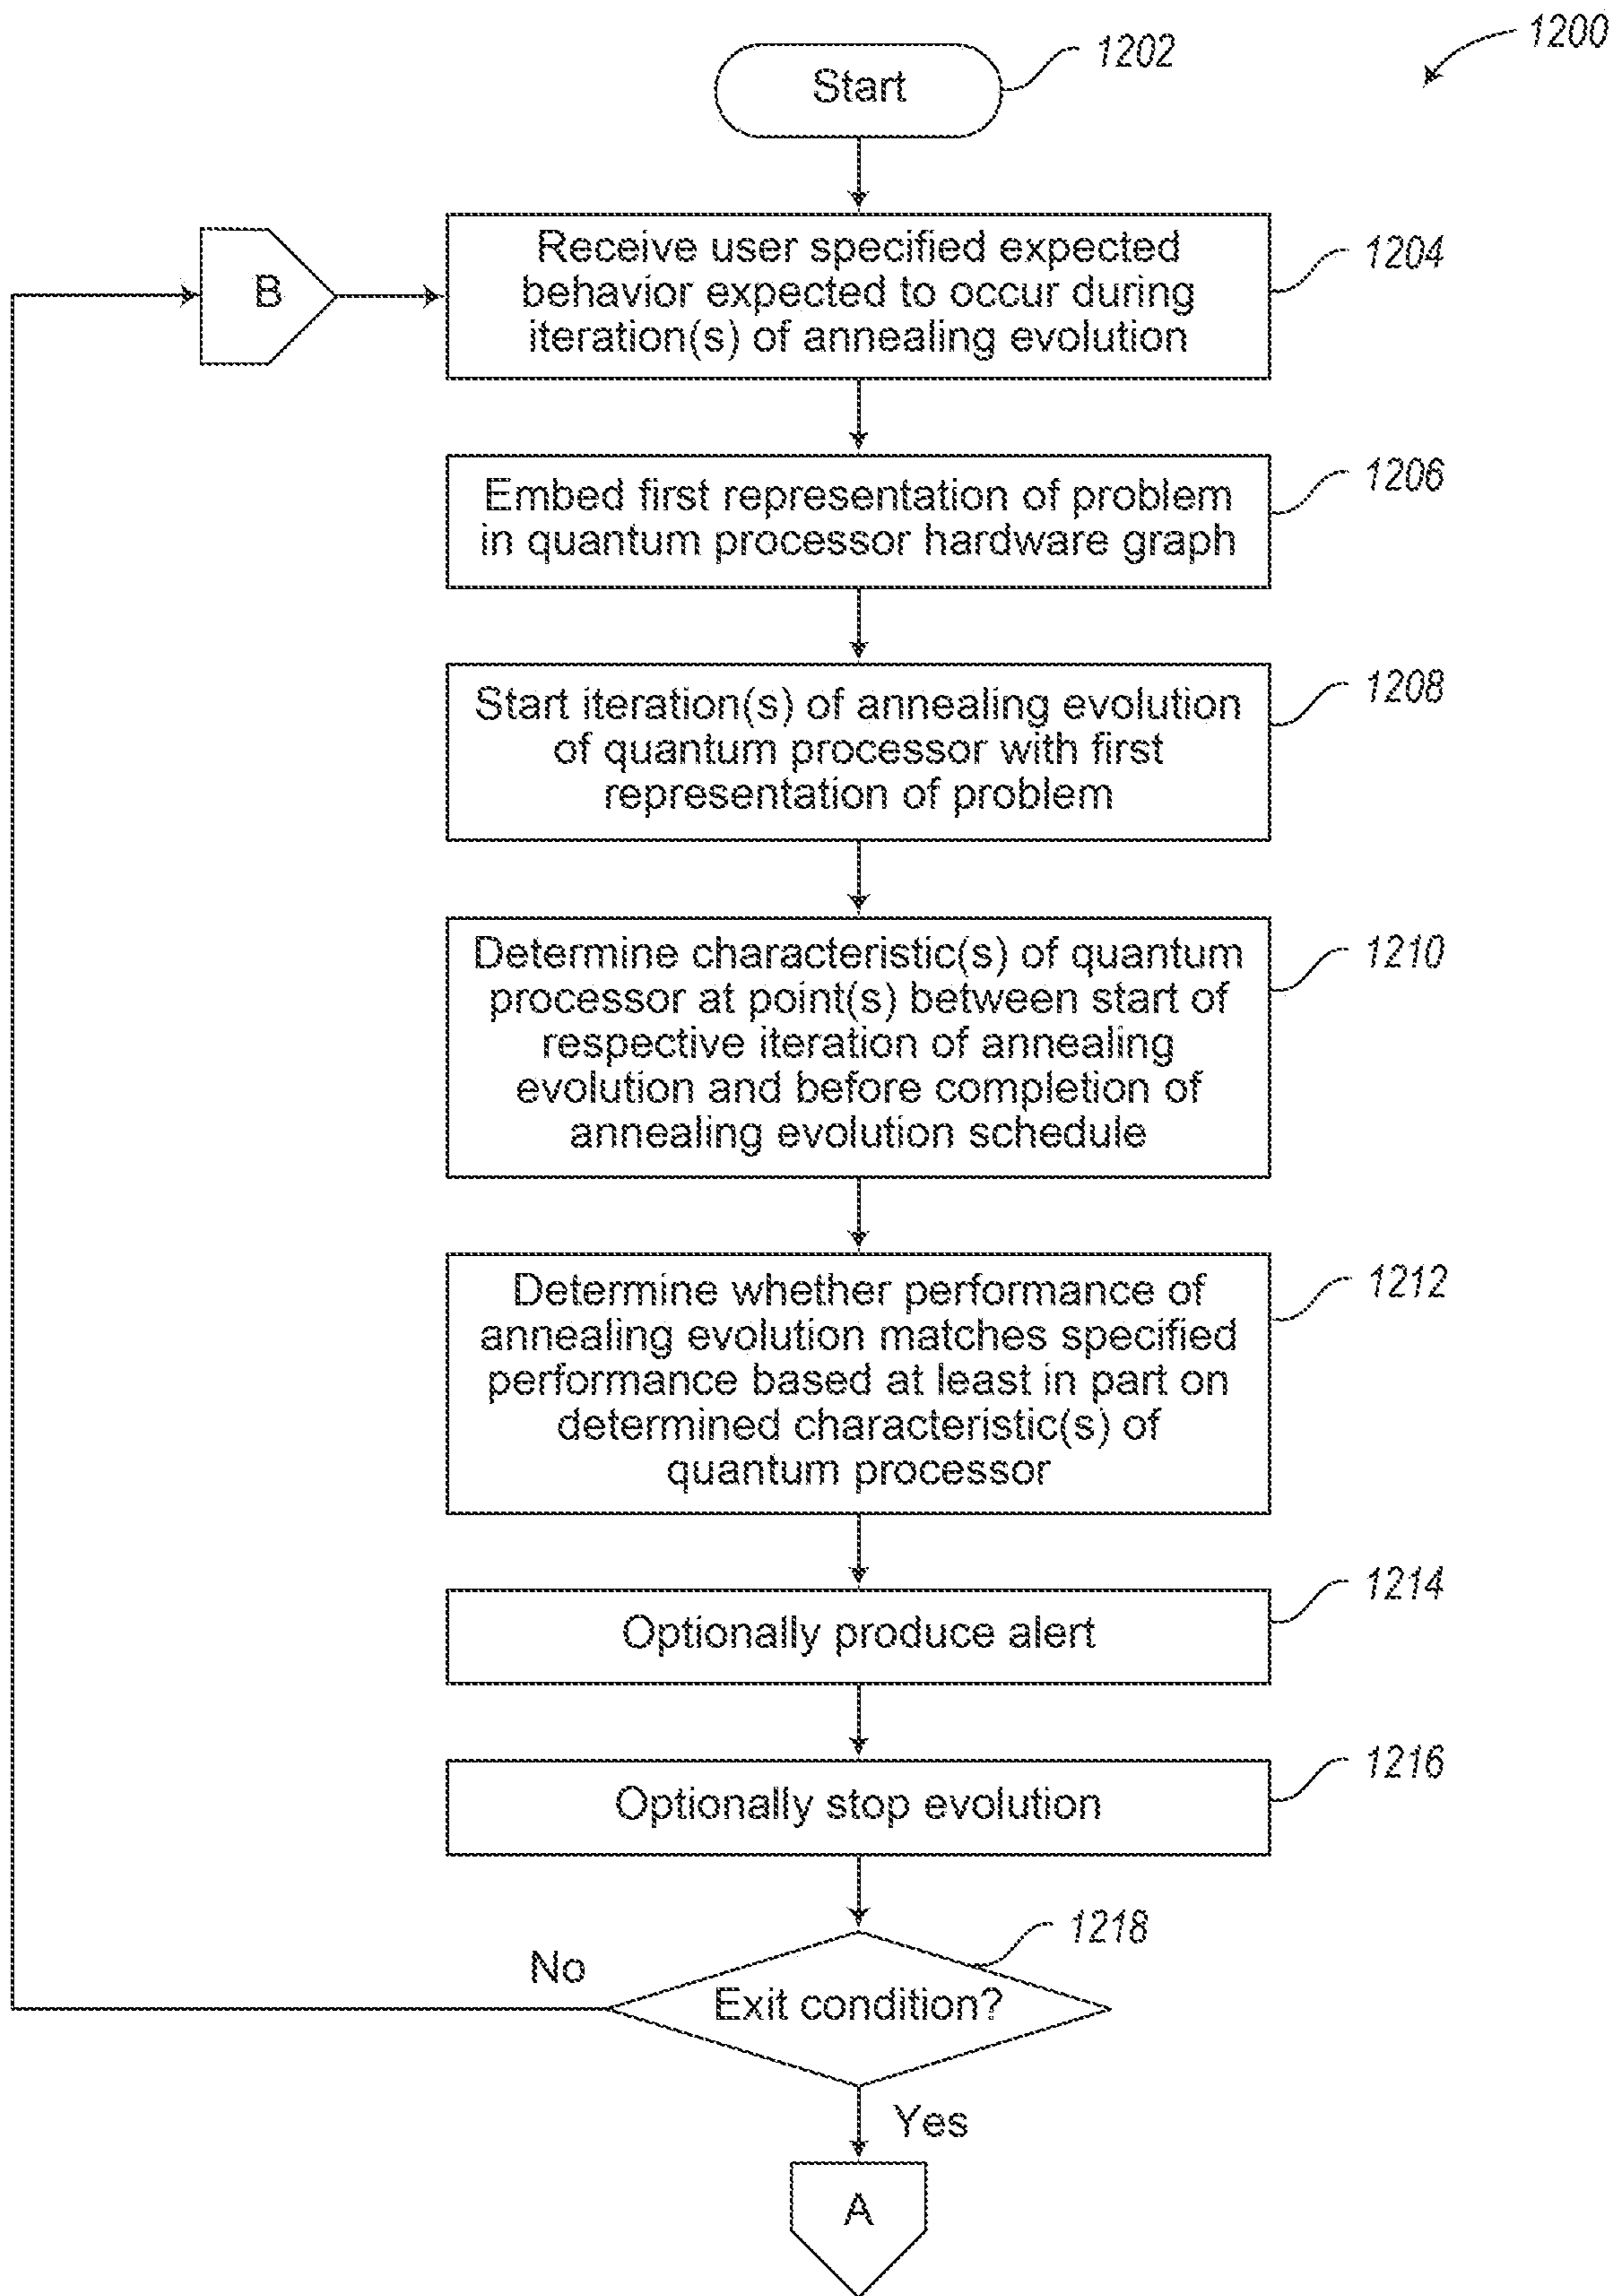 1200
Start
1202
B
Receive user specified expected
behavior expected to occur during
iteration(s) of annealing evolution
1204
Embed first representation of problem
in quantum processor hardware graph
1206
Start iteration(s) of annealing evolution
of quantum processor with first
representation of problem
1208
Determine characteristic(s) of quantum
processor at point(s) between start of
respective iteration of annealing
evolution and before completion of
annealing evolution schedule
1210
Determine whether performance of
annealing evolution matches specified
performance based at least in part on
determined characteristic(s) of
quantum processor
1212
Optionally produce alert
1214
Optionally stop evolution
1216
Exit condition?
1218
No
Yes
A